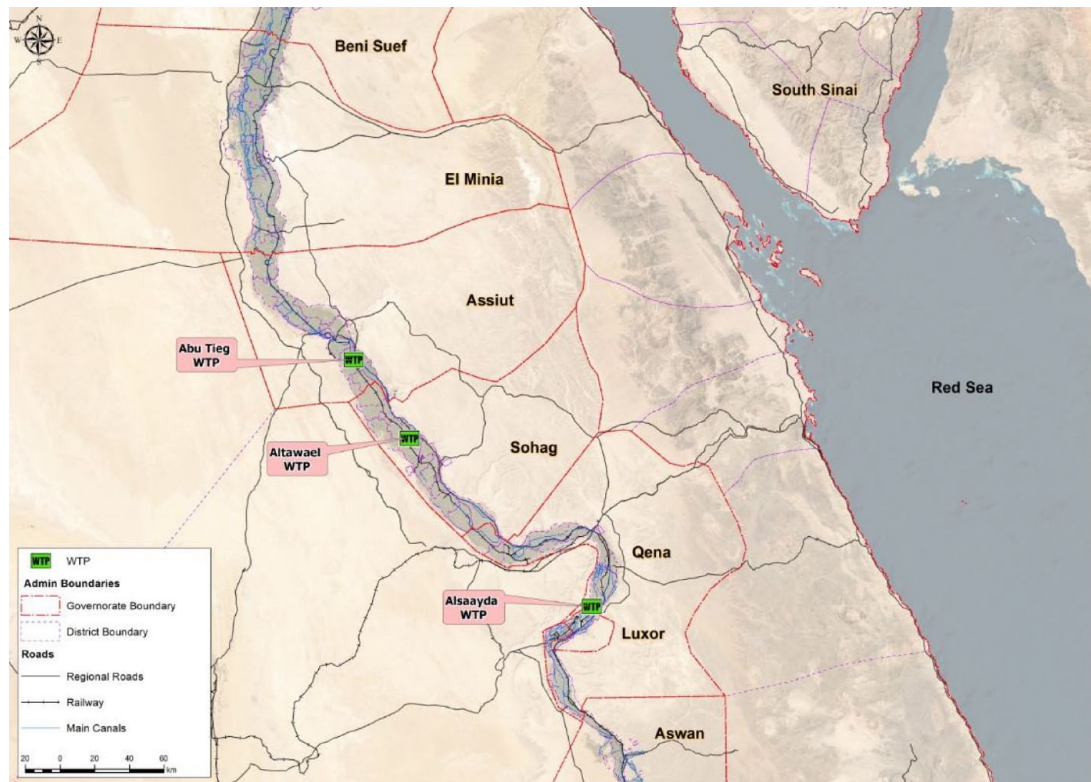 N
W E
S
Beni Suef
South Sinai
El Minia
Assiut
Abu Tieg
WTP
WTP
Red Sea
Altawael
WTP
WTP
Sohag
Qena
Alsaayda
WTP
WTP
Luxor
Aswan
WTP WTP
Admin Boundaries
Governorate Boundary
District Boundary
Roads
Regional Roads
Railway
Main Canals
20 0 20 40 60
km